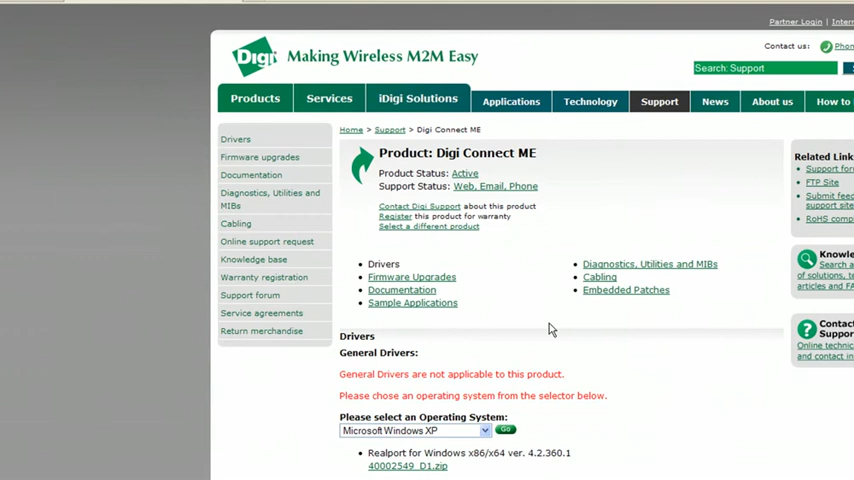 Partner Login | Intern
Contact us:
Phon
Digi Making Wireless M2M Easy
Search: Support
Products
Services
iDigi Solutions
Applications
Technology
Support
News
About us
How to
Home > Support > Digi Connect ME
Drivers
Firmware upgrades
Documentation
Diagnostics, Utilities and
MIBs
Cabling
Online support request
Knowledge base
Warranty registration
Support forum
Service agreements
Return merchandise
Product: Digi Connect ME
Product Status: Active
Support Status: Web, Email, Phone
Contact Digi Support about this product
Register this product for warranty
Select a different product
Drivers
Firmware Upgrades
Documentation
Sample Applications
Diagnostics, Utilities and MIBs
Cabling
Embedded Patches
Drivers
General Drivers:
General Drivers are not applicable to this product.
Please chose an operating system from the selector below.
Please select an Operating System:
Microsoft Windows XP
Go
Realport for Windows x86/x64 ver. 4.2.360.1
40002549_D1.zip
Related Link
Support for
FTP Site
Submit feed
support site
RoHS comp
Knowle
Search a
of solutions, te
articles and FA
Contac
Suppor
Online technic
and contact in